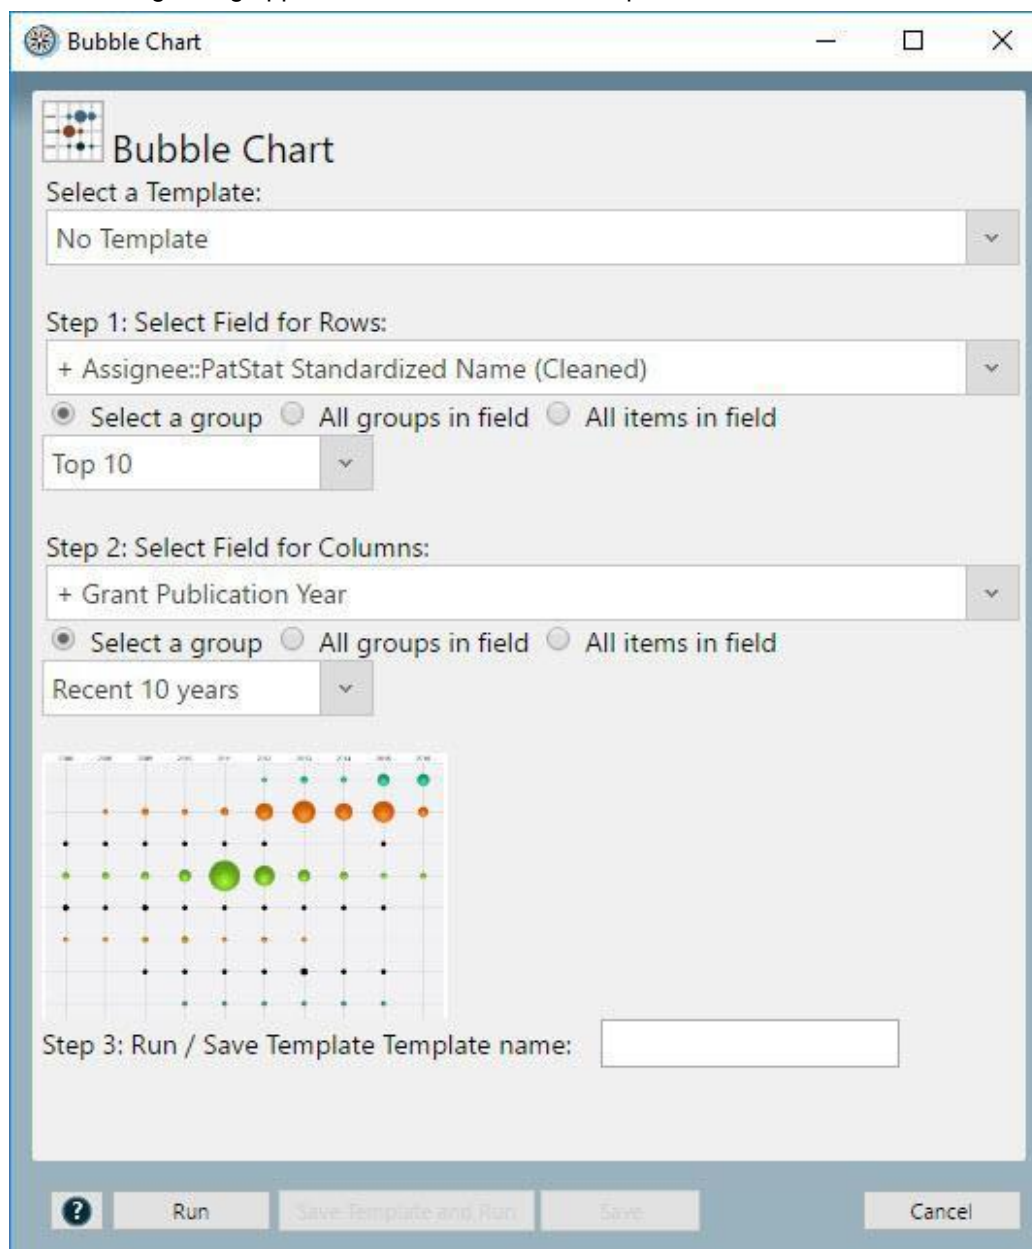 Bubble Chart
Bubble Chart
Select a Template:
No Template
Step 1: Select Field for Rows:
+ Assignee::PatStat Standardized Name (Cleaned)
Select a group All groups in field All items in field
Top 10
Step 2: Select Field for Columns:
+ Grant Publication Year
Select a group All groups in field All items in field
Recent 10 years
Step 3: Run / Save Template Template name:
? Run Save Template and Run Save Cancel